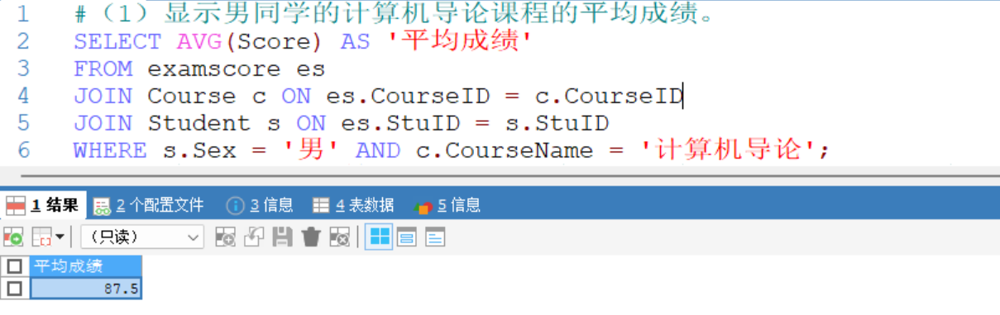 1 #（1）显示男同学的计算机导论课程的平均成绩。
2 SELECT AVG(Score) AS '平均成绩'
3 FROM examscore es
4 JOIN Course c ON es.CourseID = c.CourseID
5 JOIN Student s ON es.StuID = s.StuID
6 WHERE s.Sex = '男' AND c.CourseName = '计算机导论';
1 结果 2 个配置文件 3 信息 4 表数据 5 信息
（只读）
平均成绩
87.5